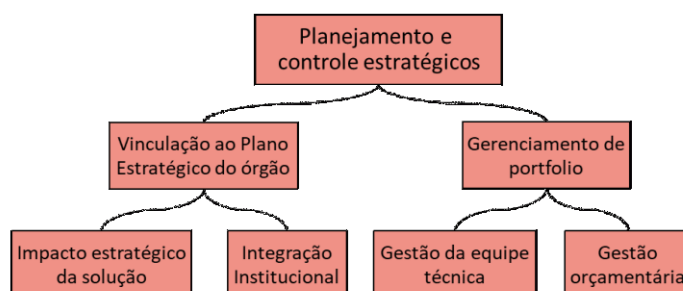 Planejamento e
controle estratégicos
Vinculação ao Plano
Estratégico do órgão
Gerenciamento de
portfolio
Impacto estratégico
da solução
Integração
Institucional
Gestão da equipe
técnica
Gestão
orçamentária